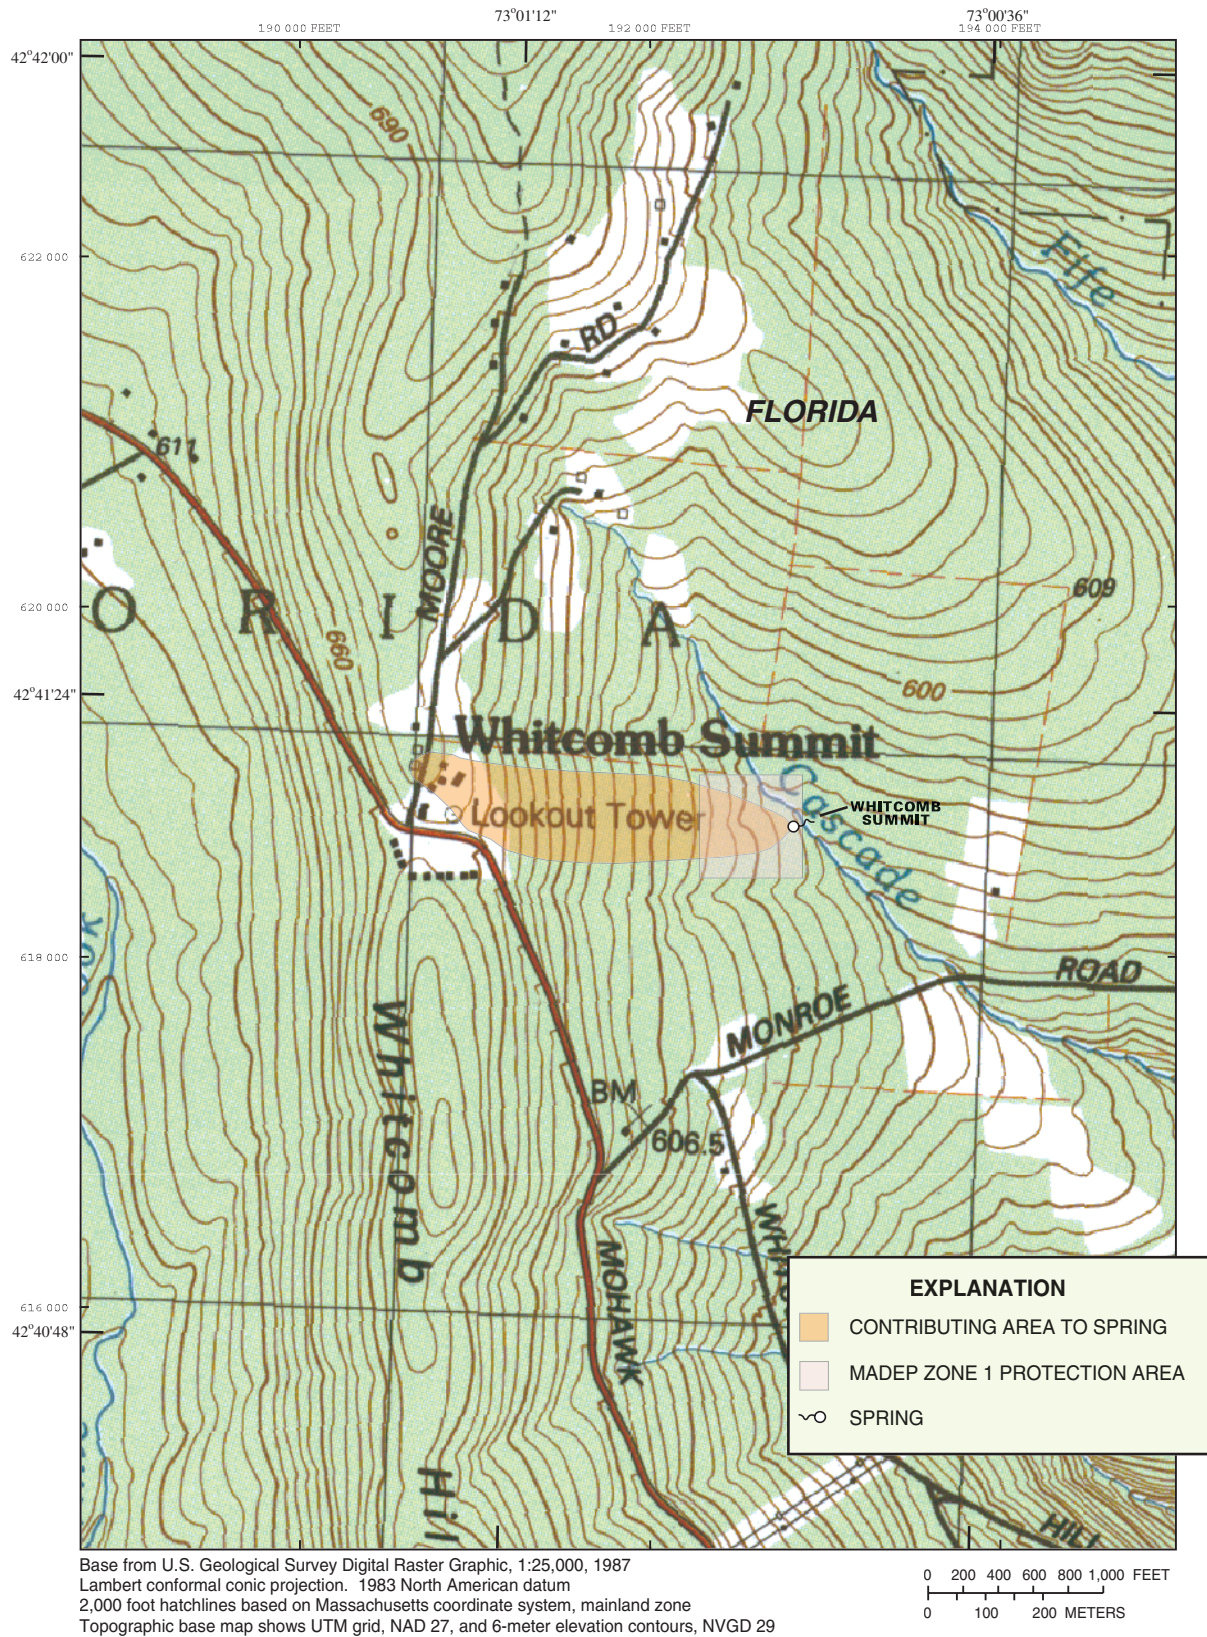 73°01'12"
73°00'36"
190 000 FEET
192 000 FEET
194 000 FEET
42°42'00"
690
Fife
622 000
RD
FLORIDA
611
MOORE
609
620 000
O R I D A
660
600
42°41'24"
Whitcomb Summit
Cascade
Lookout Tower
WHITCOMB
SUMMIT
618 000
ROAD
MONROE
Whitcomb
BM
606.5
MOHAWK
616 000
42°40'48"
EXPLANATION
CONTRIBUTING AREA TO SPRING
MADEP ZONE 1 PROTECTION AREA
SPRING
Hill
HILL
Base from U.S. Geological Survey Digital Raster Graphic, 1:25,000, 1987
Lambert conformal conic projection. 1983 North American datum
2,000 foot hatchlines based on Massachusetts coordinate system, mainland zone
Topographic base map shows UTM grid, NAD 27, and 6-meter elevation contours, NVGD 29
0 200 400 600 800 1,000 FEET
0 100 200 METERS